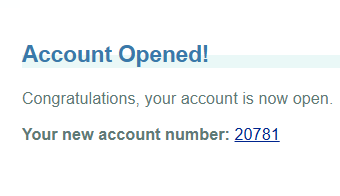 Account Opened!
Congratulations, your account is now open.
Your new account number: 20781